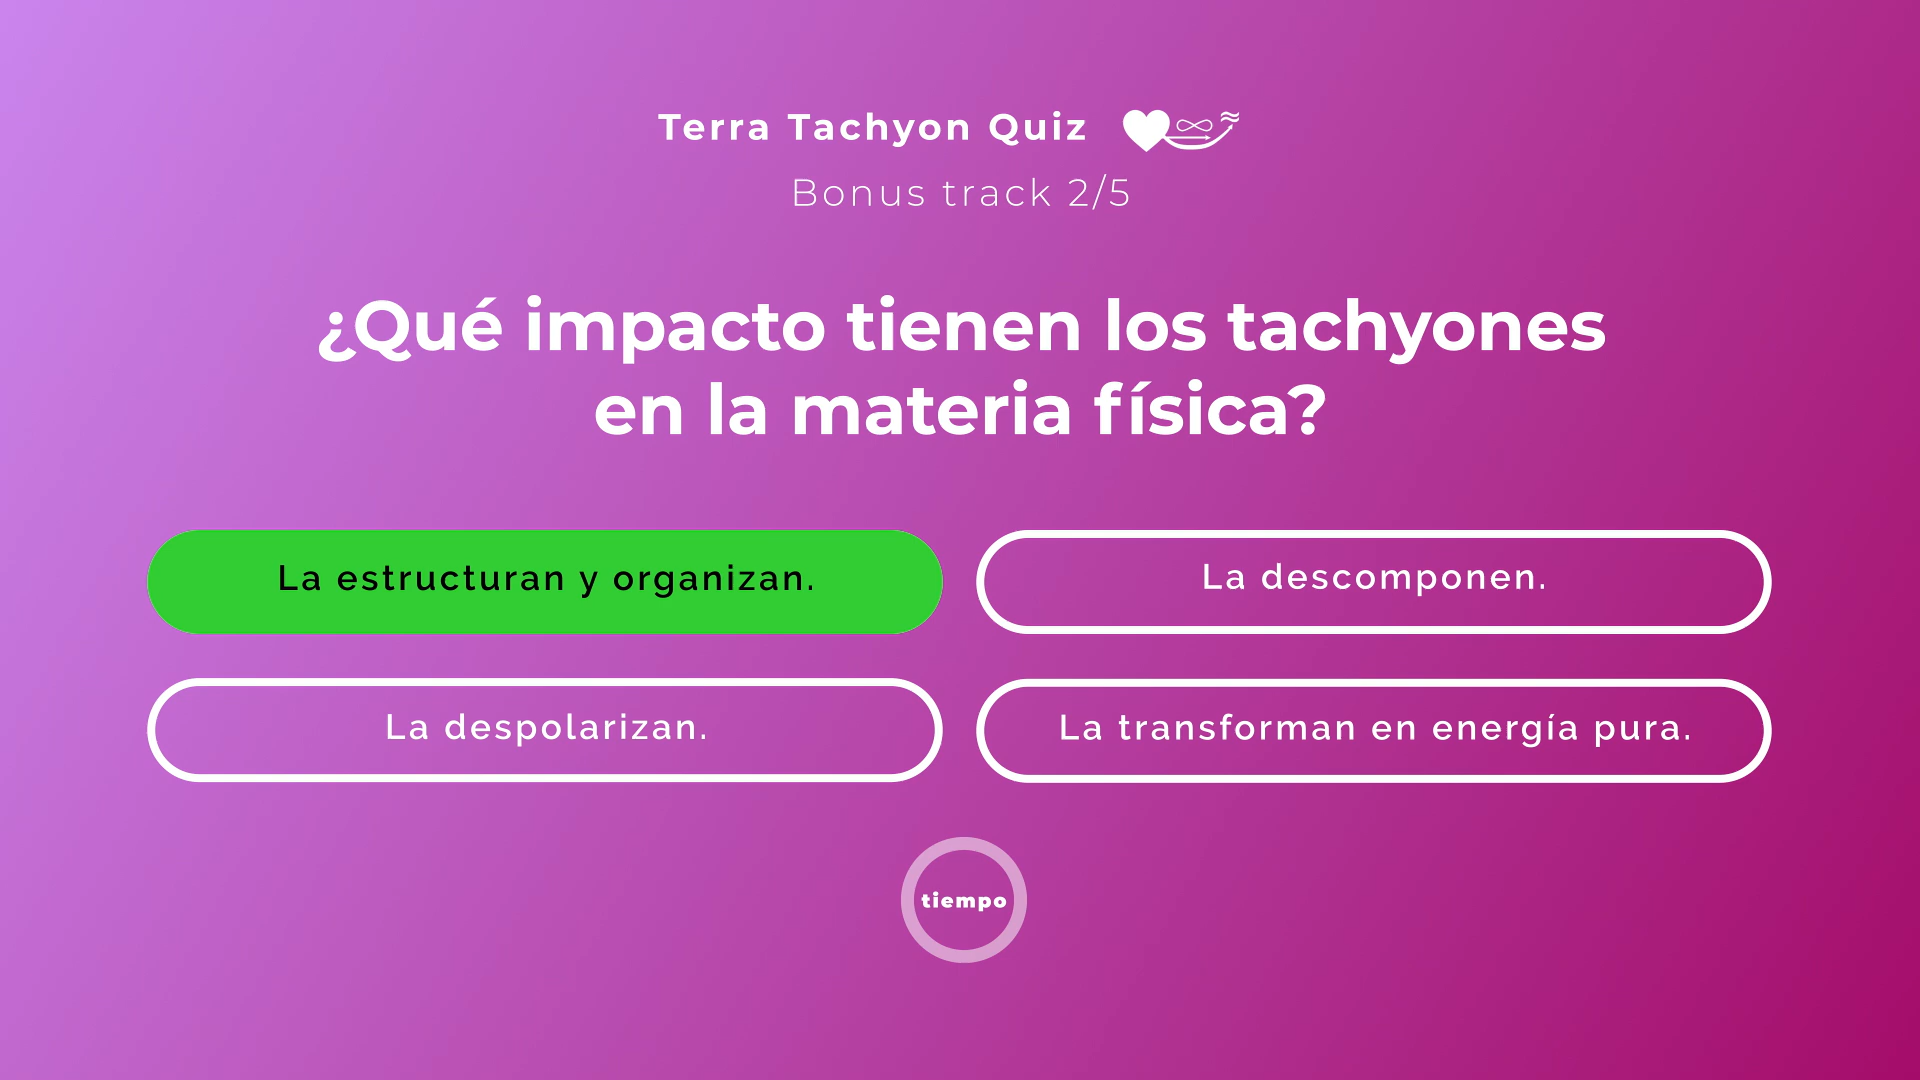 Terra Tachyon Quiz
Bonus track 2/5
¿Qué impacto tienen los tachyones
en la materia física?
La estructuran y organizan.
La descomponen.
La despolarizan.
La transforman en energía pura.
tiempo